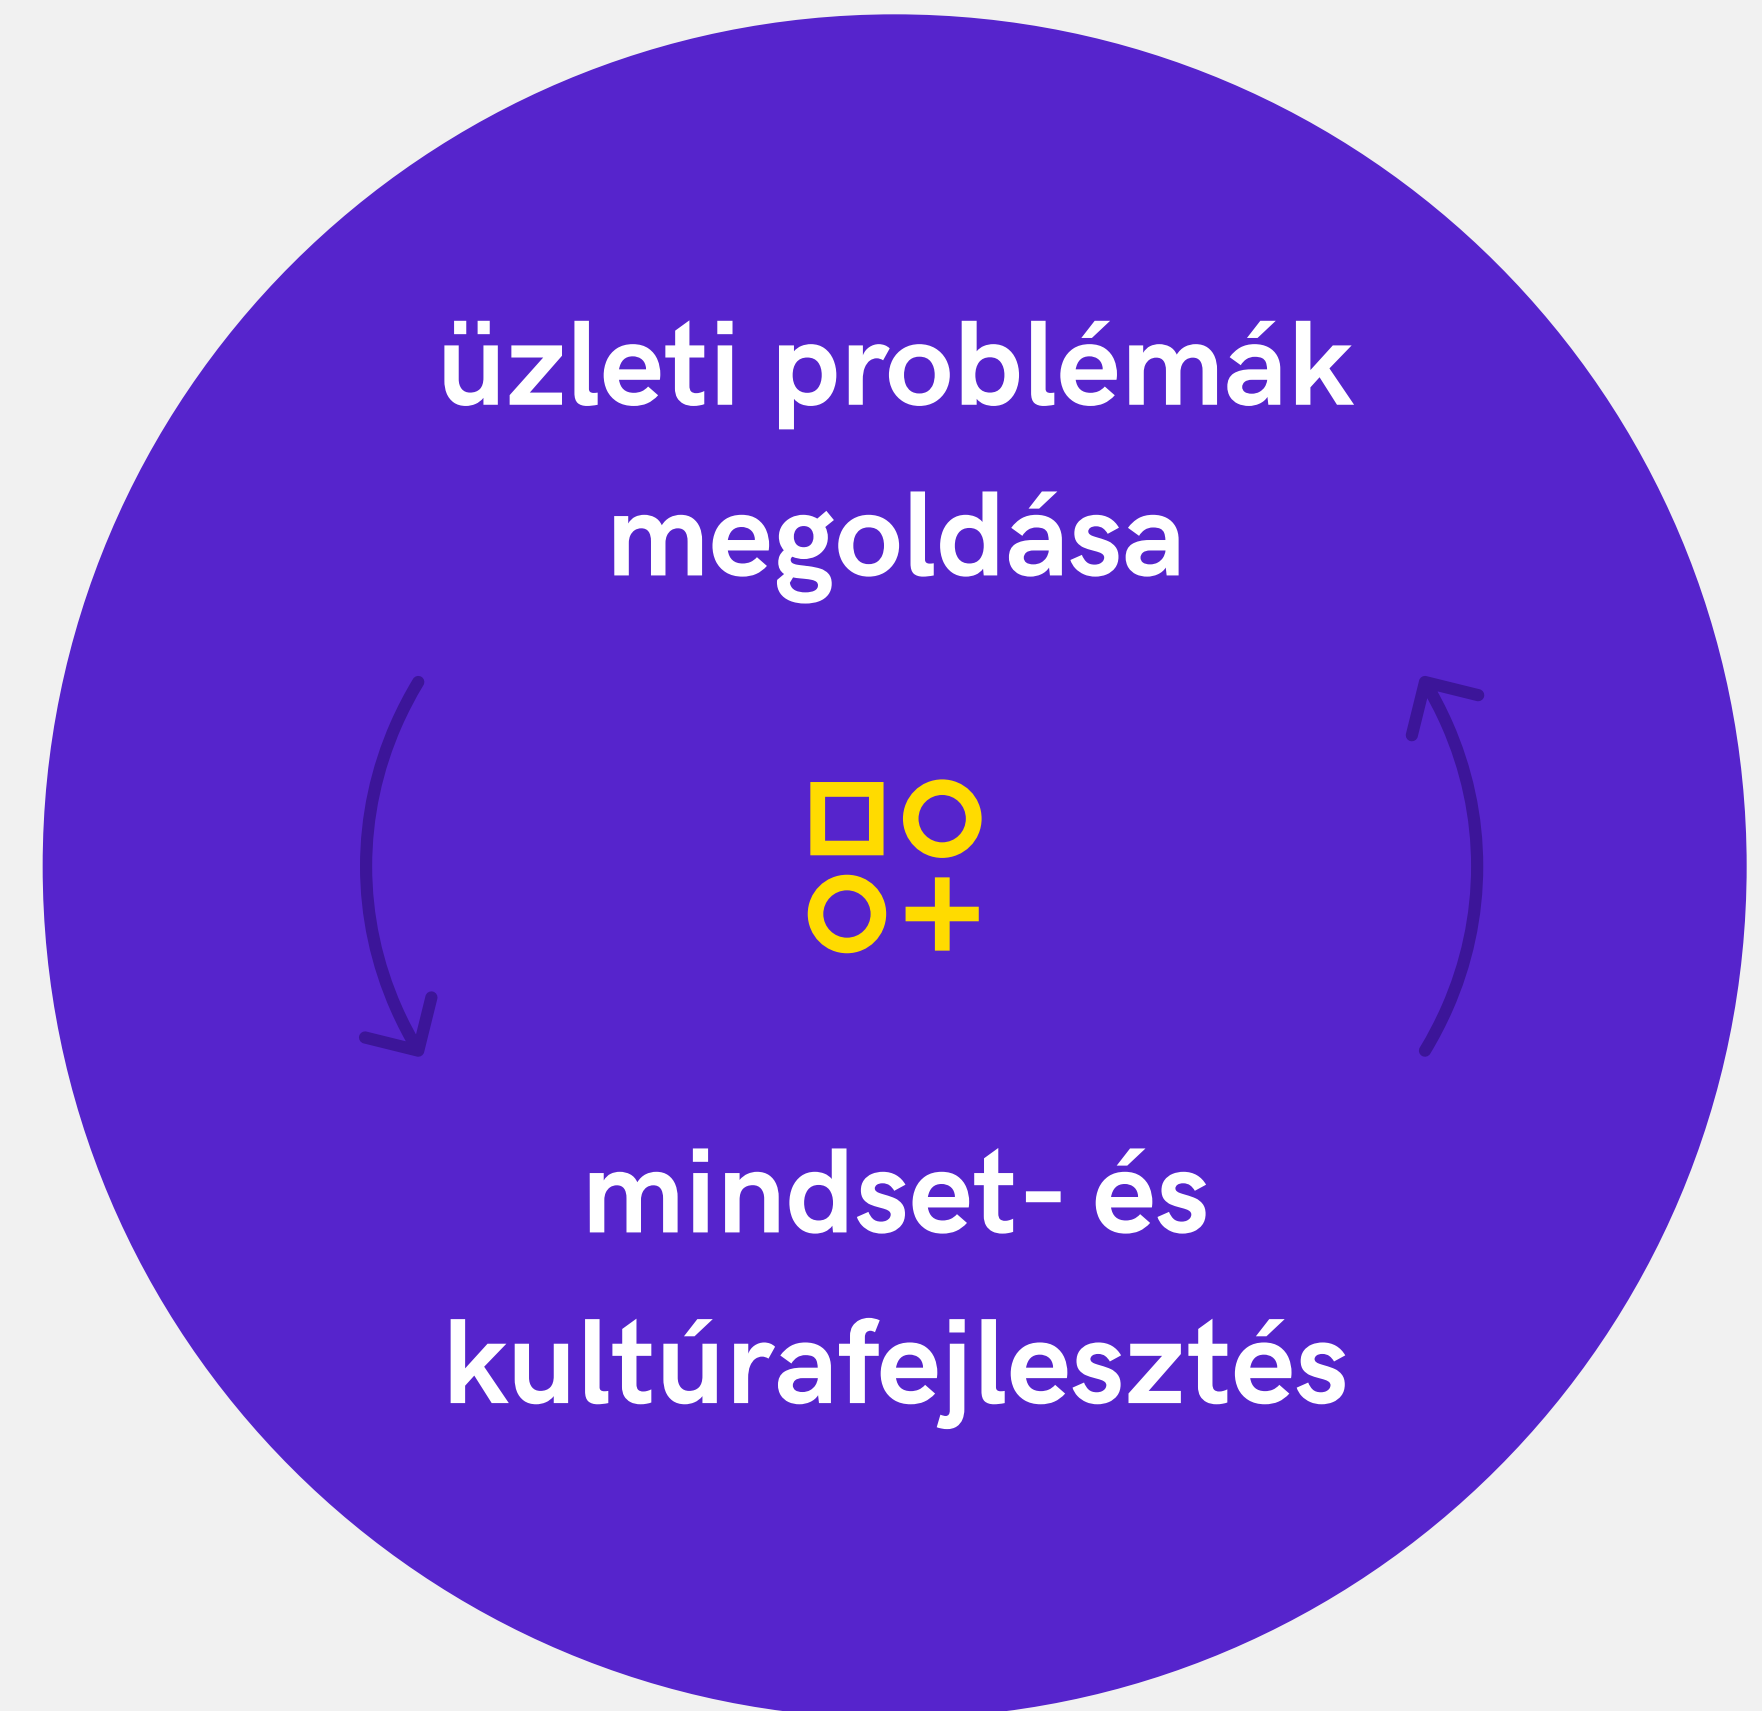 üzleti problémák
megoldása
mindset- és
kultúrafejlesztés